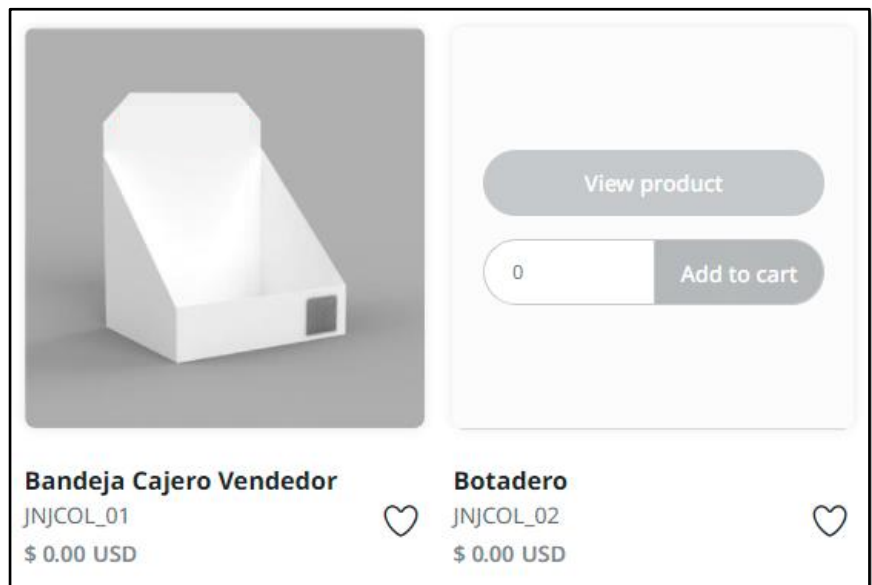 View product
0
Add to cart
Bandeja Cajero Vendedor
JNJCOL_01
$ 0.00 USD
Botadero
JNJCOL_02
$ 0.00 USD